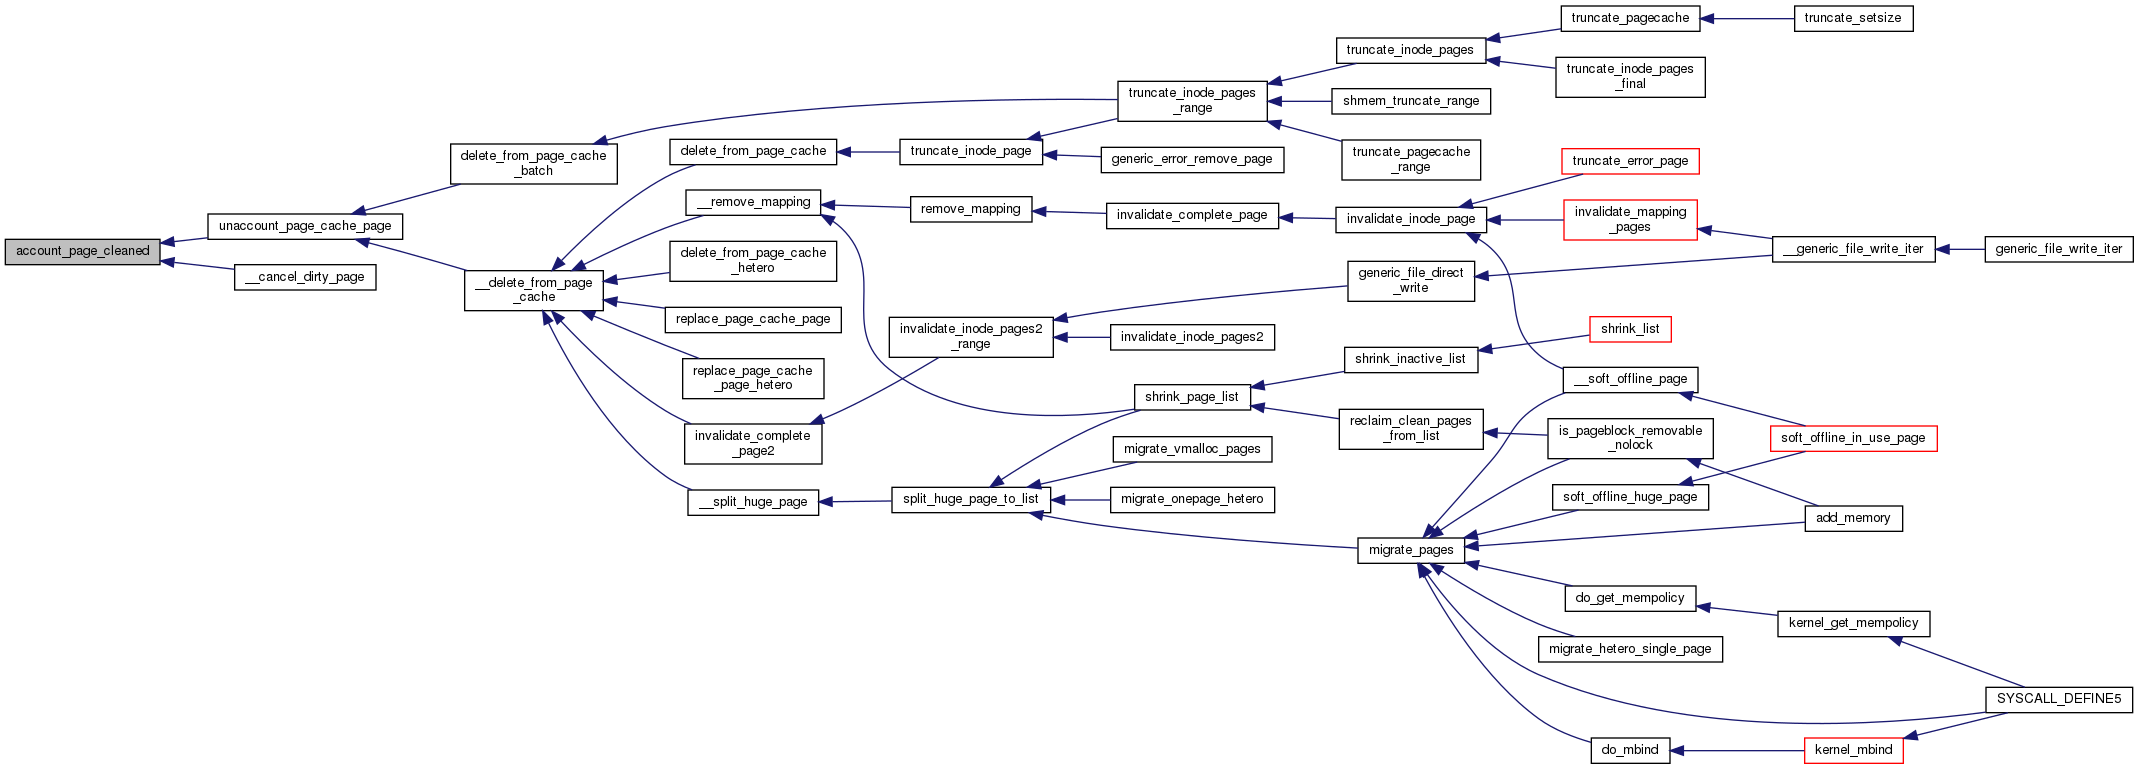 account_page_cleaned
unaccount_page_cache_page
__cancel_dirty_page
delete_from_page_cache
_batch
__delete_from_page
_cache
delete_from_page_cache
__remove_mapping
delete_from_page_cache
_hetero
replace_page_cache_page
replace_page_cache
_page_hetero
invalidate_complete
_page2
__split_huge_page
truncate_inode_page
remove_mapping
invalidate_inode_pages2
_range
split_huge_page_to_list
truncate_inode_pages
_range
generic_error_remove_page
invalidate_complete_page
invalidate_inode_pages2
shrink_page_list
migrate_vmalloc_pages
migrate_onepage_hetero
truncate_inode_pages
shmem_truncate_range
truncate_pagecache
_range
invalidate_inode_page
generic_file_direct
_write
shrink_inactive_list
reclaim_clean_pages
_from_list
migrate_pages
truncate_pagecache
truncate_inode_pages
_final
truncate_error_page
invalidate_mapping
_pages
shrink_list
__soft_offline_page
is_pageblock_removable
_nolock
soft_offline_huge_page
do_get_mempolicy
migrate_hetero_single_page
do_mbind
truncate_setsize
__generic_file_write_iter
soft_offline_in_use_page
add_memory
kernel_get_mempolicy
kernel_mbind
generic_file_write_iter
SYSCALL_DEFINE5